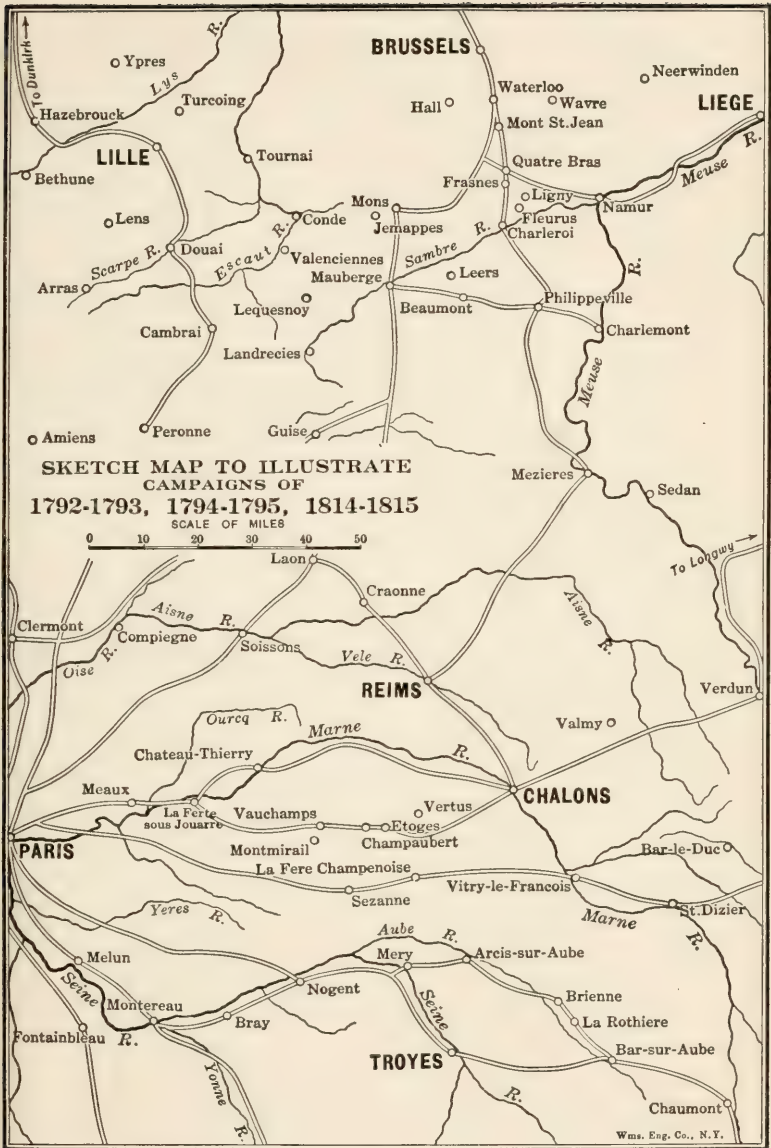 To Dunkirk
Ypres
Lys
R.
BRUSSELS
Neerwinden
Hazebrouck
Turcoing
Hall
Waterloo
Wavre
LIEGE
Mont St. Jean
LILLE
Tournai
Quatre Bras
Meuse R.
Bethune
Frasnes
Ligny
Namur
Lens
Conde
Mons
Jemappes
Fleurus
Charleroi
Scarpe R.
Douai
Escaut R.
Valenciennes
Sambre R.
R.
Arras
Mauberge
Leers
Lequesnoy
Beaumont
Philippeville
Cambrai
Charlemont
Landrecies
Meuse
Amiens
Peronne
Guise
SKETCH MAP TO ILLUSTRATE
CAMPAIGNS OF
1792-1793, 1794-1795, 1814-1815
SCALE OF MILES
0 10 20 30 40 50
Mezieres
Sedan
To Longwy
Laon
Craonne
Clermont
Aisne R.
Compiegne
Soissons
Aisne R.
Oise R.
Vele R.
REIMS
Verdun
Ourcq R.
Valmy
Marne R.
Chateau-Thierry
Meaux
CHALONS
La Ferte
sous Jouarre
Vauchamps
Vertus
Etoges
Champaubert
Montmirail
PARIS
Bar-le-Duc
La Fere Champenoise
Vitry-le-Francois
Sezanne
Marne R.
St. Dizier
Yeres R.
Aube R.
Melun
Mery
Arcis-sur-Aube
Seine R.
Nogent
Brienne
Montereau
Seine R.
Bray
La Rothiere
Fontainbleau
TROYES
Bar-sur-Aube
Yonne R.
Chaumont
Wms. Eng. Co., N.Y.